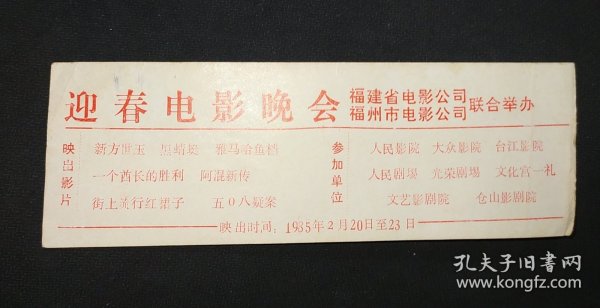 迎春电影晚会
福建省电影公司
福州市电影公司
联合举办
映出影片
新方世玉 黑蜻蜓 雅马哈鱼档
一个酋长的胜利 阿混新传
街上流行红裙子 五0八疑案
参加单位
人民影院 大众影院 台江影院
人民剧场 光荣剧场 文化宫一礼
文艺影剧院 仓山影剧院
映出时间：1985年2月20日至23日
孔夫子旧书网
www.kongfz.com